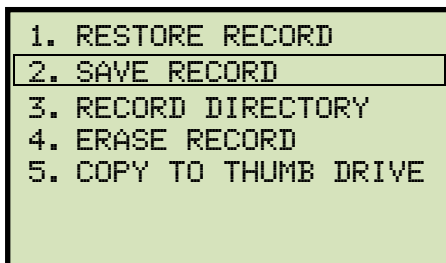 1. RESTORE RECORD
2. SAVE RECORD
3. RECORD DIRECTORY
4. ERASE RECORD
5. COPY TO THUMB DRIVE